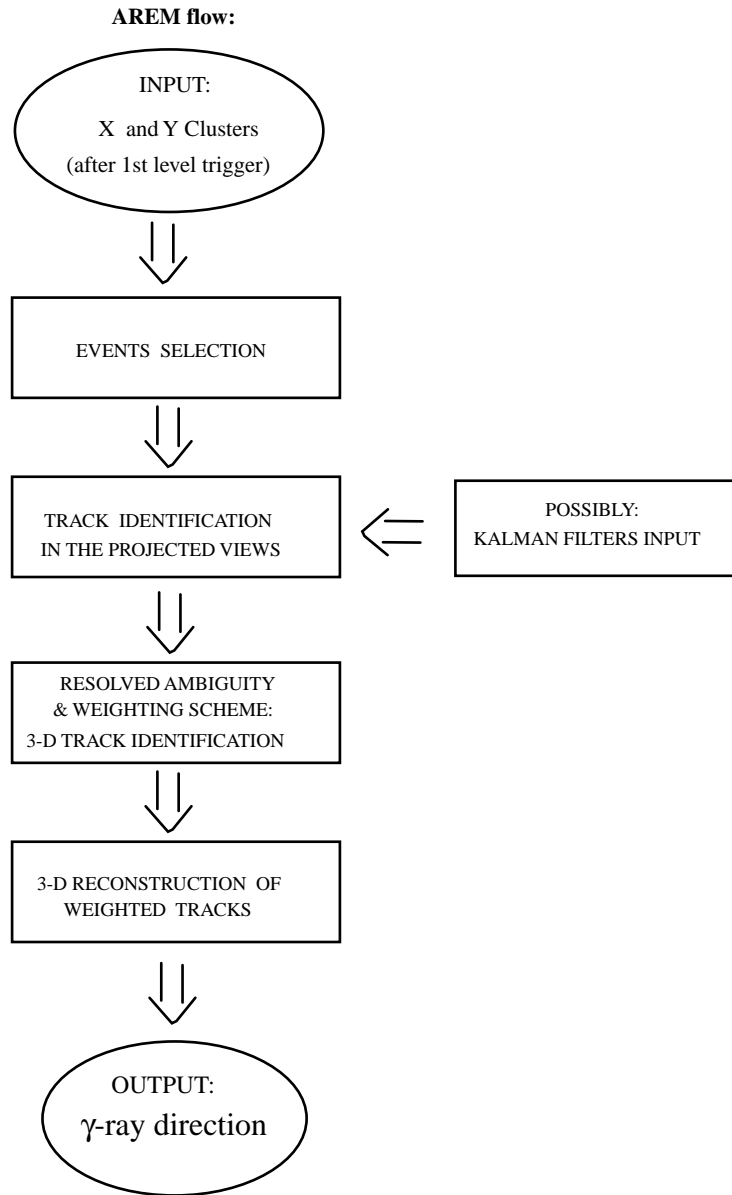 AREM flow:
INPUT:
X and Y Clusters
(after 1st level trigger)
EVENTS SELECTION
TRACK IDENTIFICATION
IN THE PROJECTED VIEWS
POSSIBLY:
KALMAN FILTERS INPUT
RESOLVED AMBIGUITY
& WEIGHTING SCHEME:
3-D TRACK IDENTIFICATION
3-D RECONSTRUCTION OF
WEIGHTED TRACKS
OUTPUT:
γ-ray direction